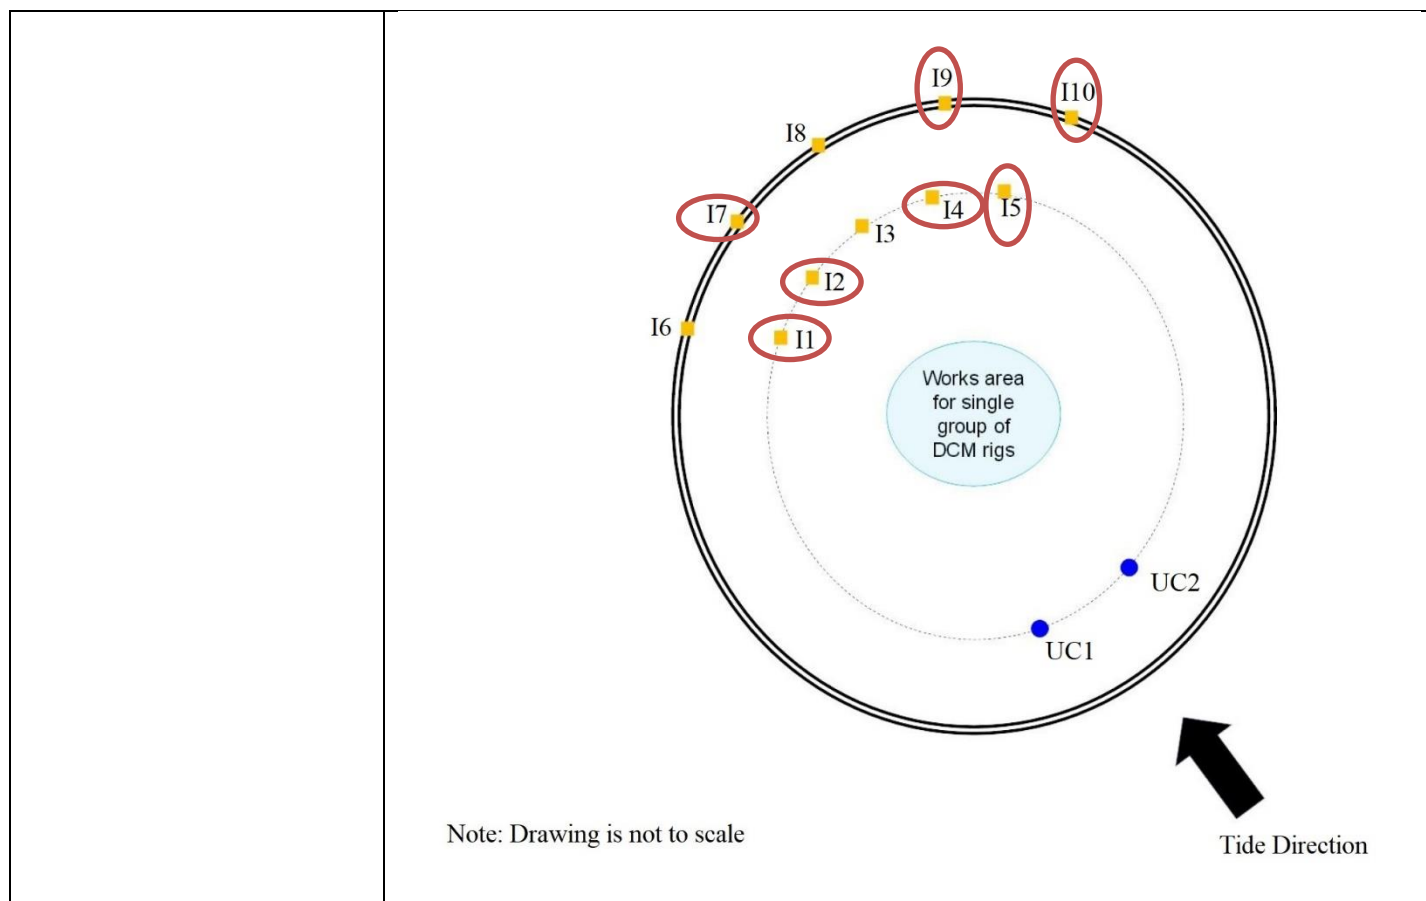 I9
I10
I8
I7
I4
I5
I3
I2
I6
I1
Works area
for single
group of
DCM rigs
UC2
UC1
Note: Drawing is not to scale
Tide Direction